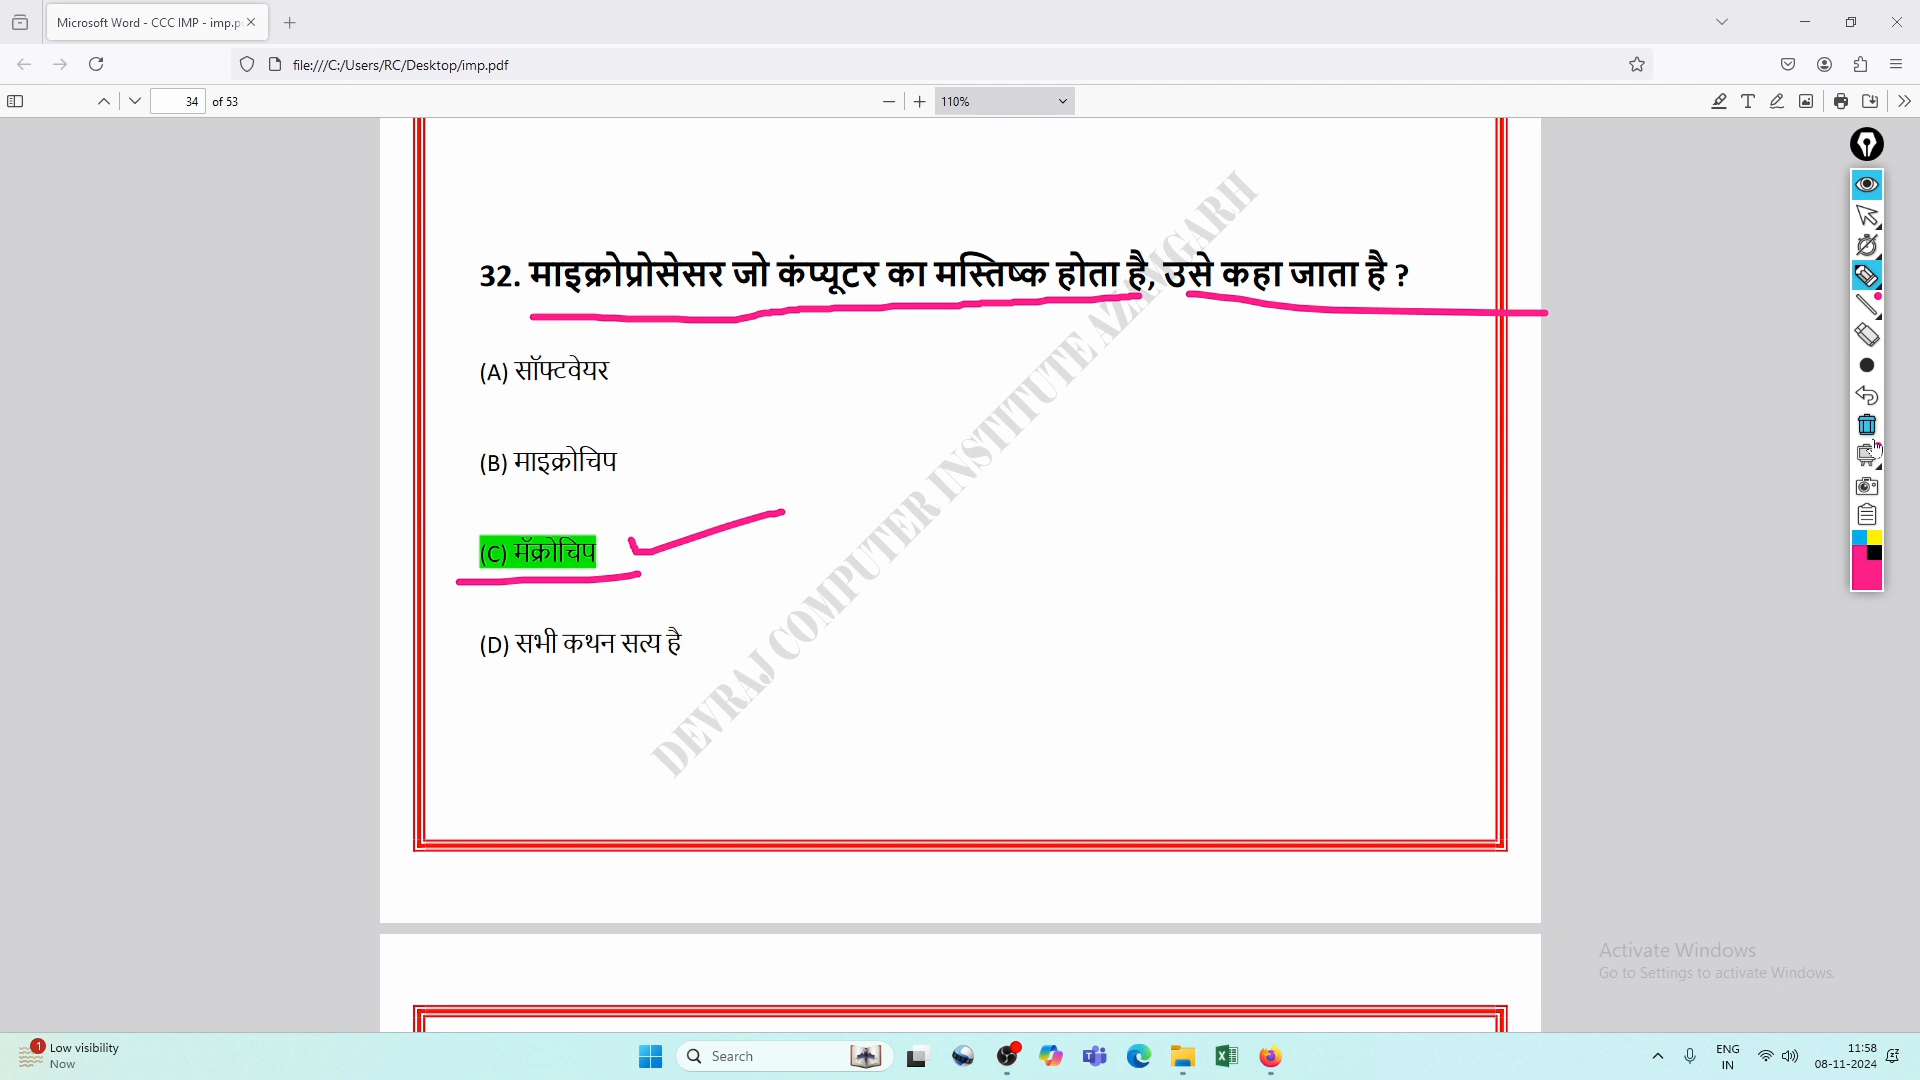 Microsoft Word - CCC IMP - imp.p
file:///C:/Users/RC/Desktop/imp.pdf
34 of 53
110%
32. माइक्रोप्रोसेसर जो कंप्यूटर का मस्तिष्क होता है, उसे कहा जाता है ?
(A) सॉफ्टवेयर
(B) माइक्रोचिप
(C) मॅक्रोचिप
(D) सभी कथन सत्य है
DEVRAJ COMPUTER INSTITUTE AZAMGARH
Activate Windows
Go to Settings to activate Windows.
1
Low visibility
Now
Search
ENG
IN
11:58
08-11-2024